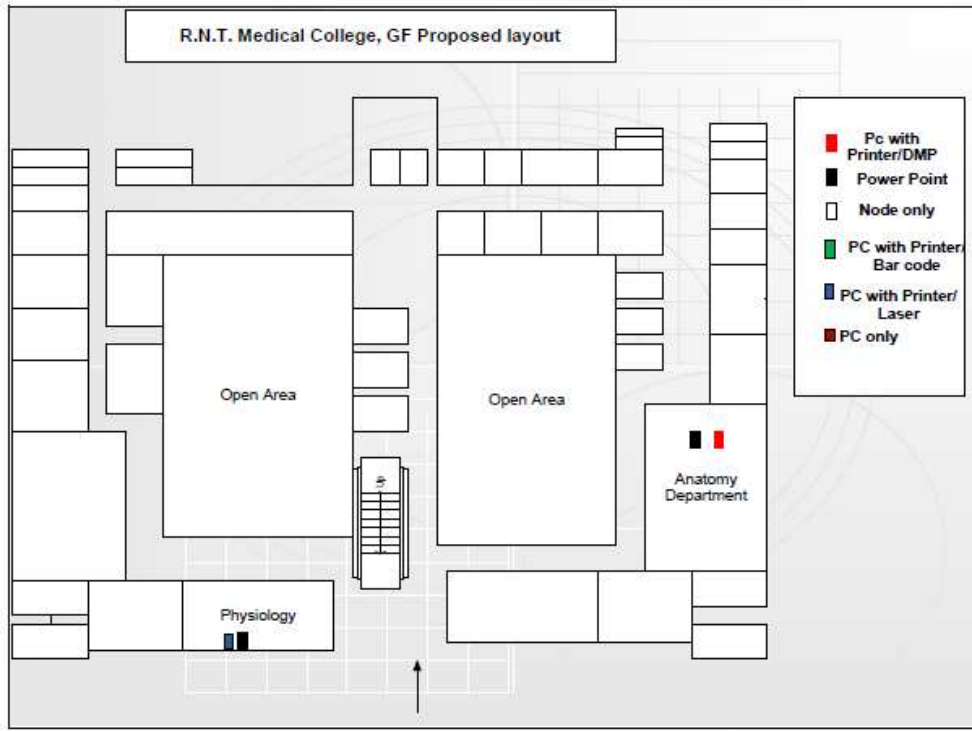 R.N.T. Medical College, GF Proposed layout
Pc with
Printer/DMP
Power Point
Node only
PC with Printer/
Bar code
PC with Printer/
Laser
PC only
Open Area
Open Area
Anatomy
Department
Physiology